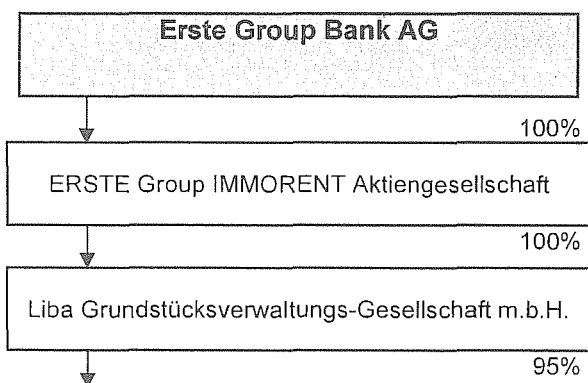 Erste Group Bank AG
100%
ERSTE Group IMMORENT Aktiengesellschaft
100%
Liba Grundstücksverwaltungs-Gesellschaft m.b.H.
95%